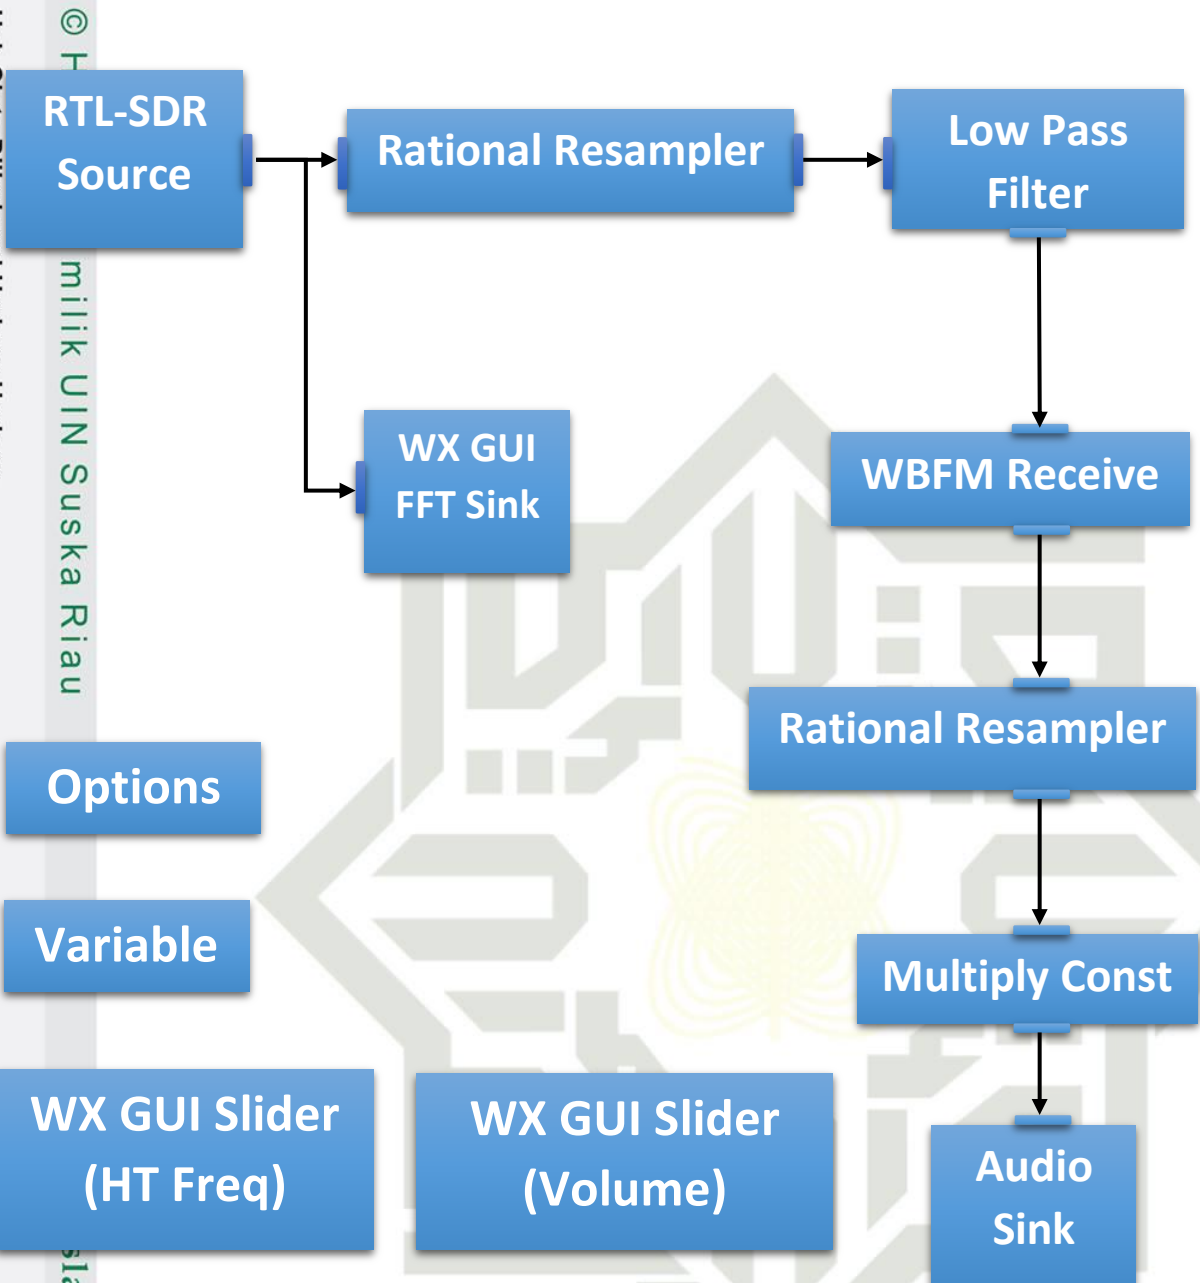 © H
milik UIN Suska Riau
RTL-SDR
Source
Rational Resampler
Low Pass
Filter
WX GUI
FFT Sink
WBFM Receive
Rational Resampler
Options
Variable
Multiply Const
WX GUI Slider
(HT Freq)
WX GUI Slider
(Volume)
Audio
Sink